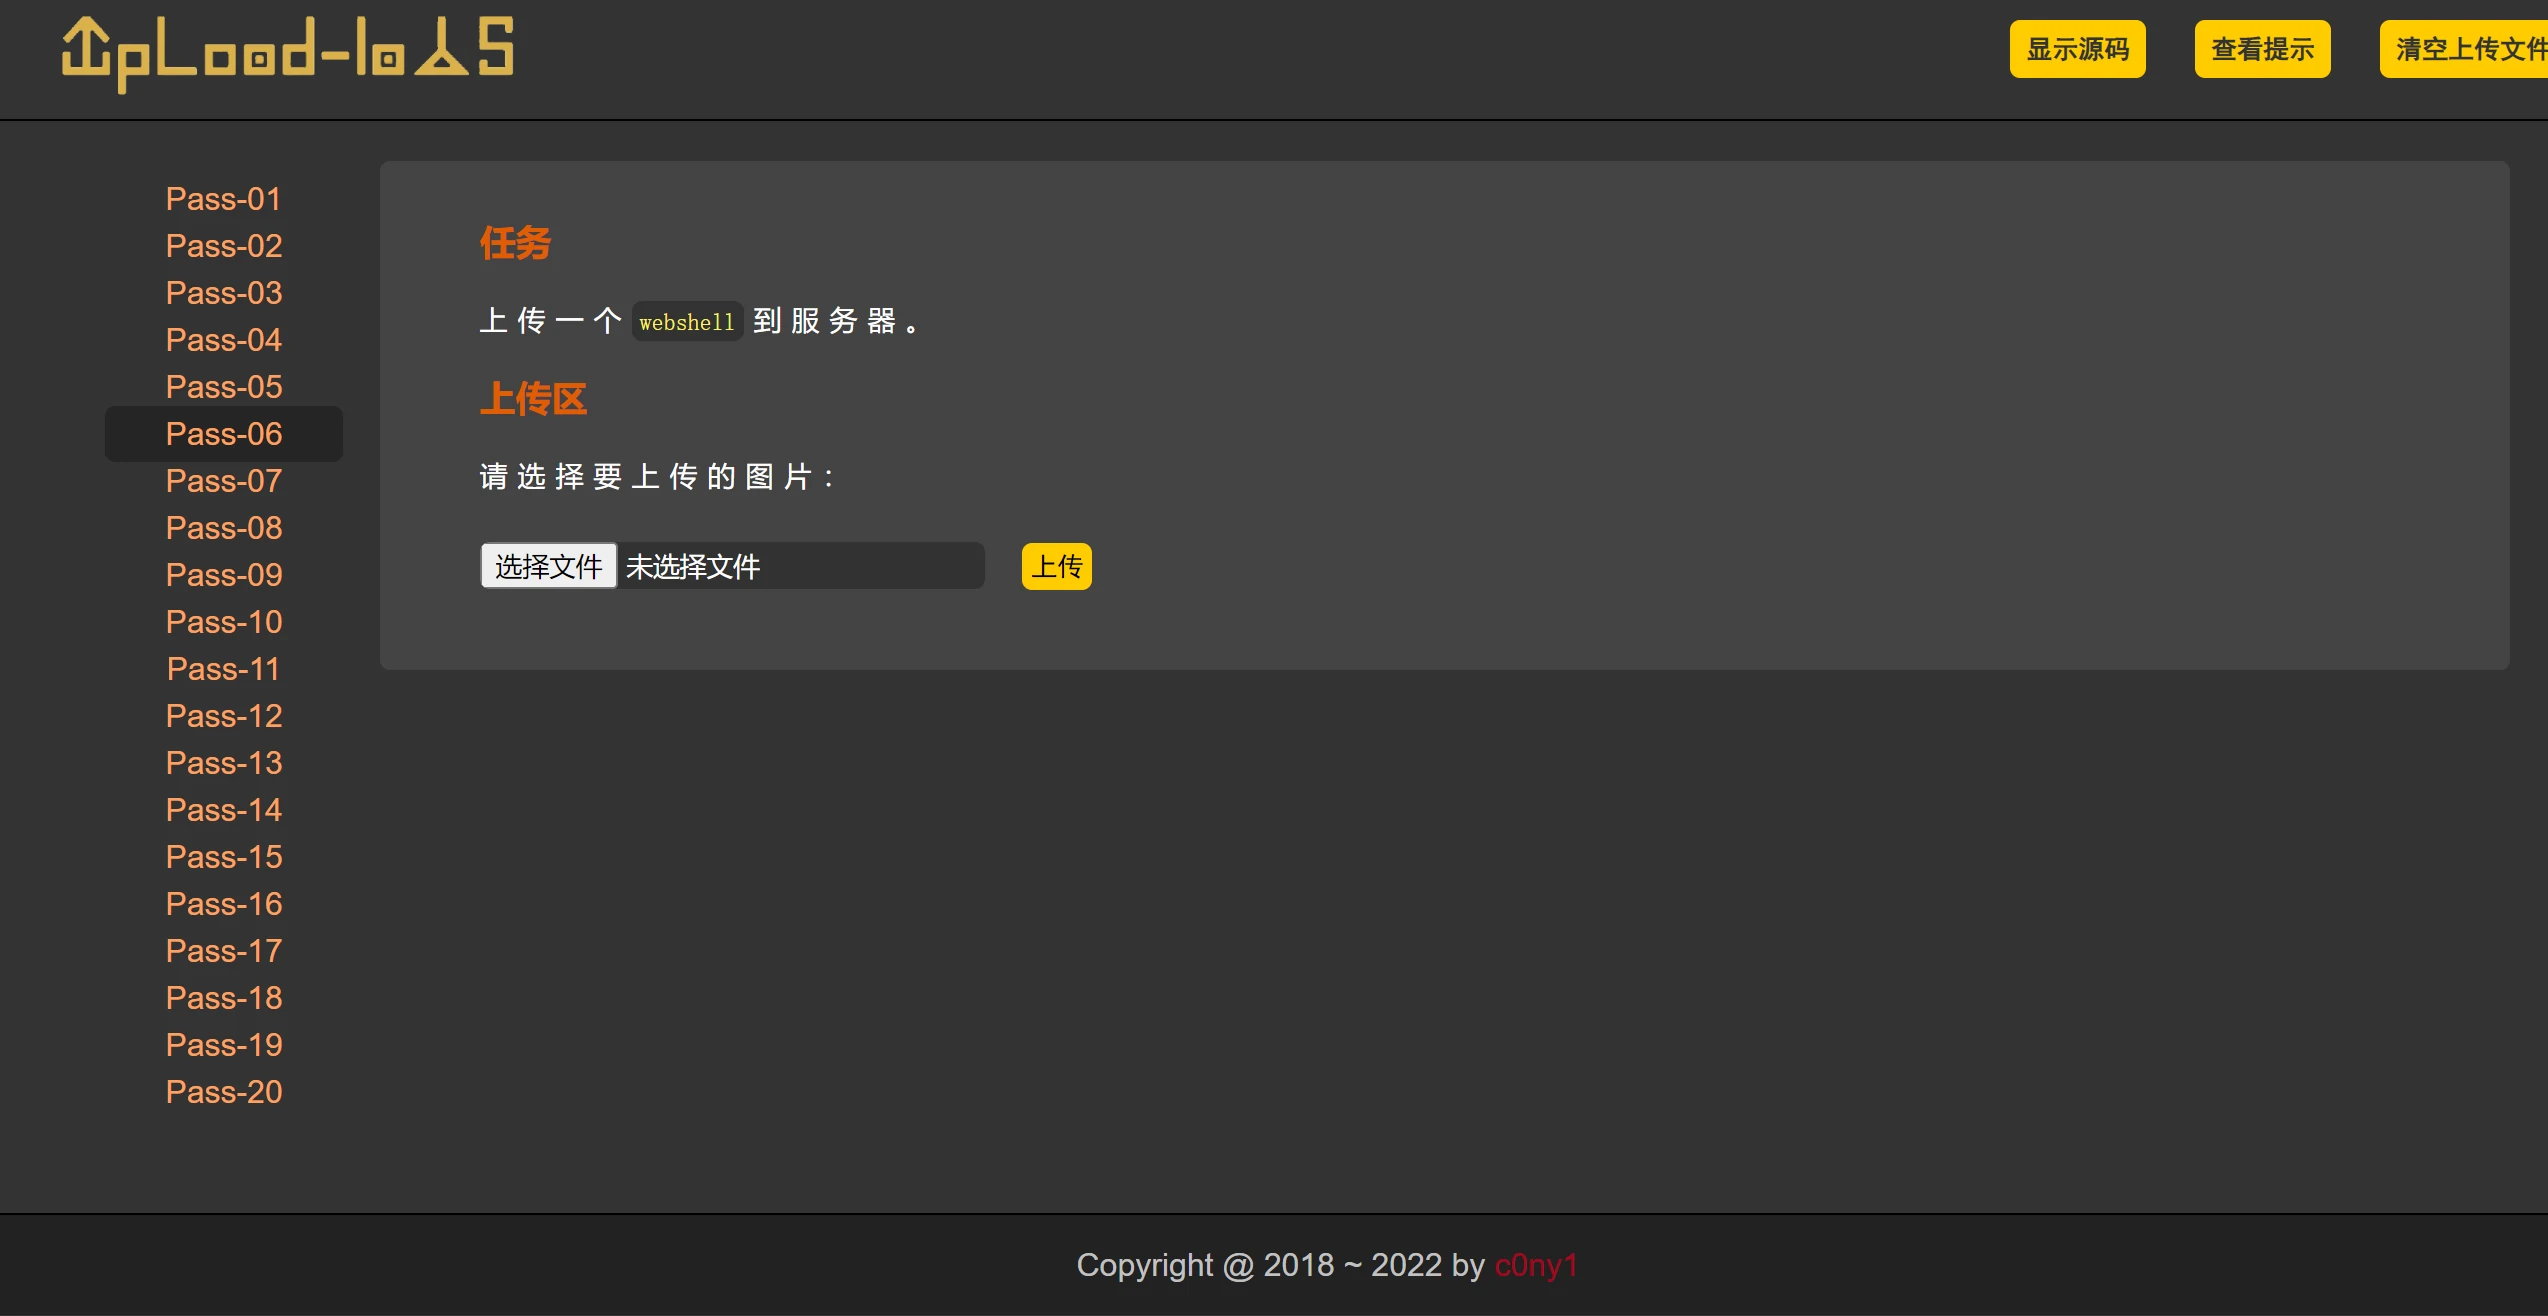 UpLoad-labs
显示源码
查看提示
清空上传文件
Pass-01
Pass-02
Pass-03
Pass-04
Pass-05
Pass-06
Pass-07
Pass-08
Pass-09
Pass-10
Pass-11
Pass-12
Pass-13
Pass-14
Pass-15
Pass-16
Pass-17
Pass-18
Pass-19
Pass-20
任务
上传一个 webshell 到服务器。
上传区
请选择要上传的图片：
选择文件 未选择文件 上传
Copyright @ 2018 ~ 2022 by c0ny1